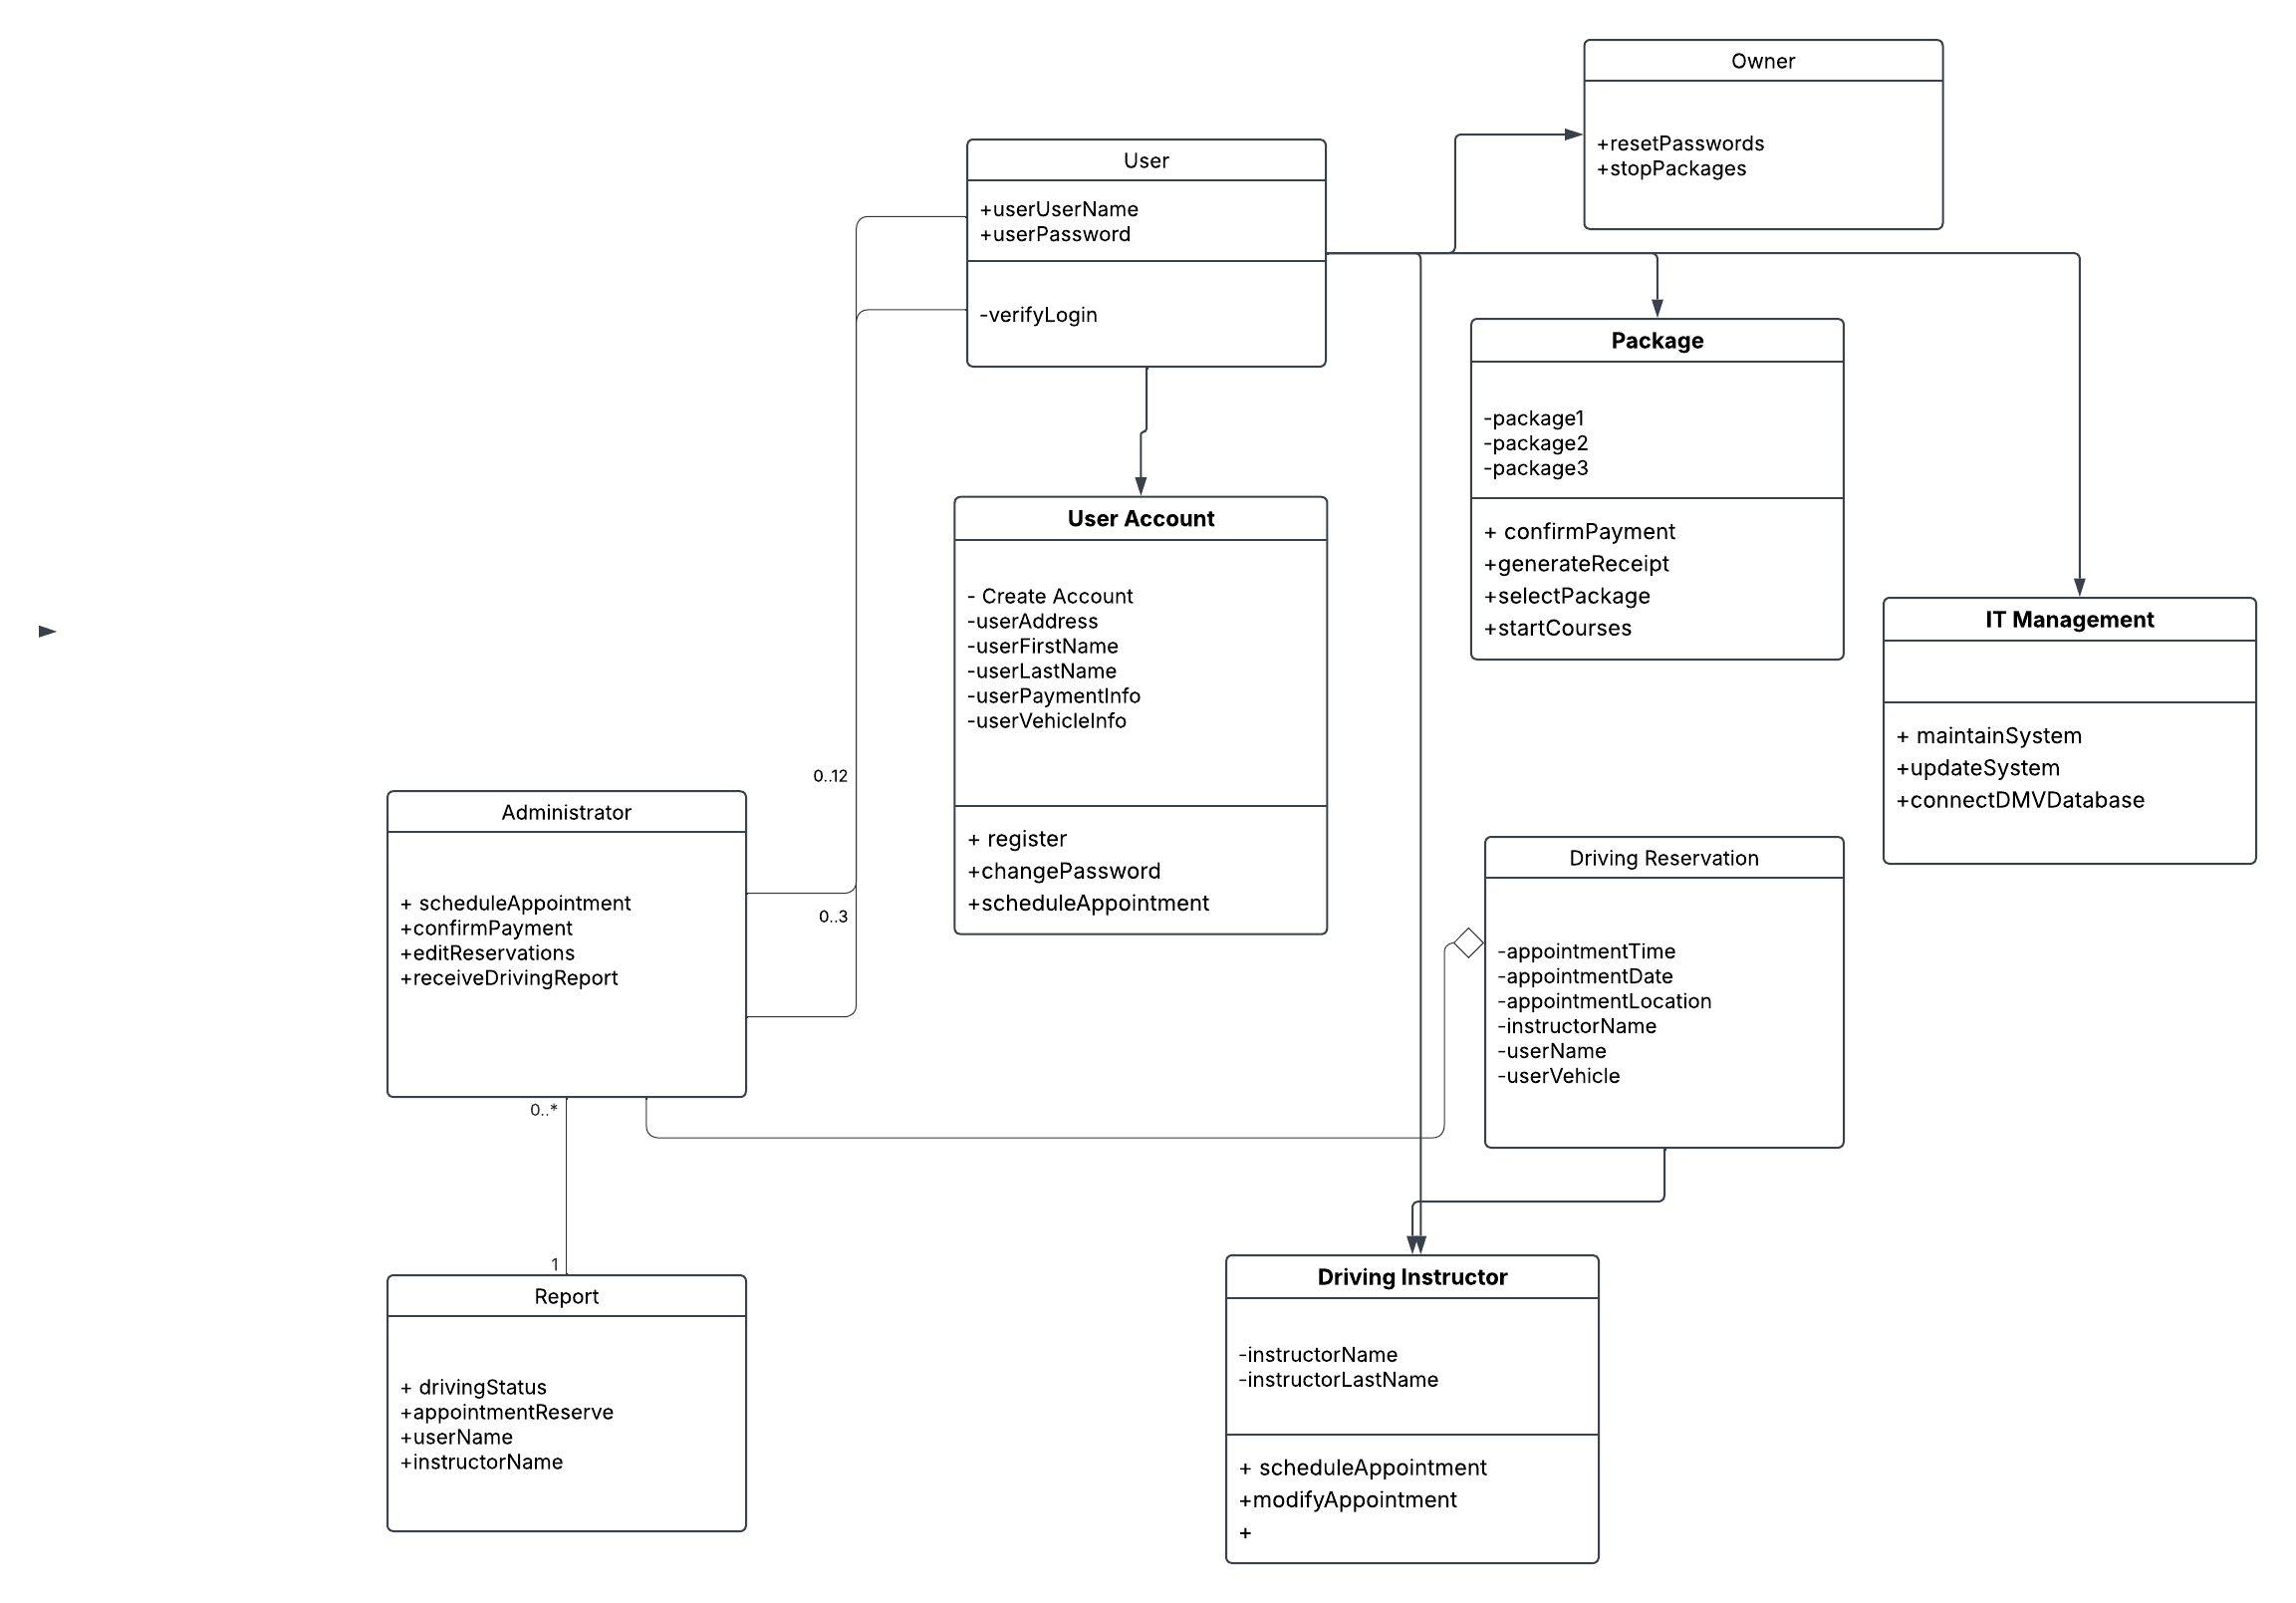 Owner
+resetPasswords
+stopPackages
User
+userUserName
+userPassword
-verifyLogin
Package
-package1
-package2
-package3
+ confirmPayment
+generateReceipt
+selectPackage
+startCourses
User Account
- Create Account
-userAddress
-userFirstName
-userLastName
-userPaymentInfo
-userVehicleInfo
+ register
+changePassword
+scheduleAppointment
IT Management
+ maintainSystem
+updateSystem
+connectDMVDatabase
0..12
0..3
Administrator
+ scheduleAppointment
+confirmPayment
+editReservations
+receiveDrivingReport
0..*
1
Driving Reservation
-appointmentTime
-appointmentDate
-appointmentLocation
-instructorName
-userName
-userVehicle
Report
+ drivingStatus
+appointmentReserve
+userName
+instructorName
Driving Instructor
-instructorName
-instructorLastName
+ scheduleAppointment
+modifyAppointment
+